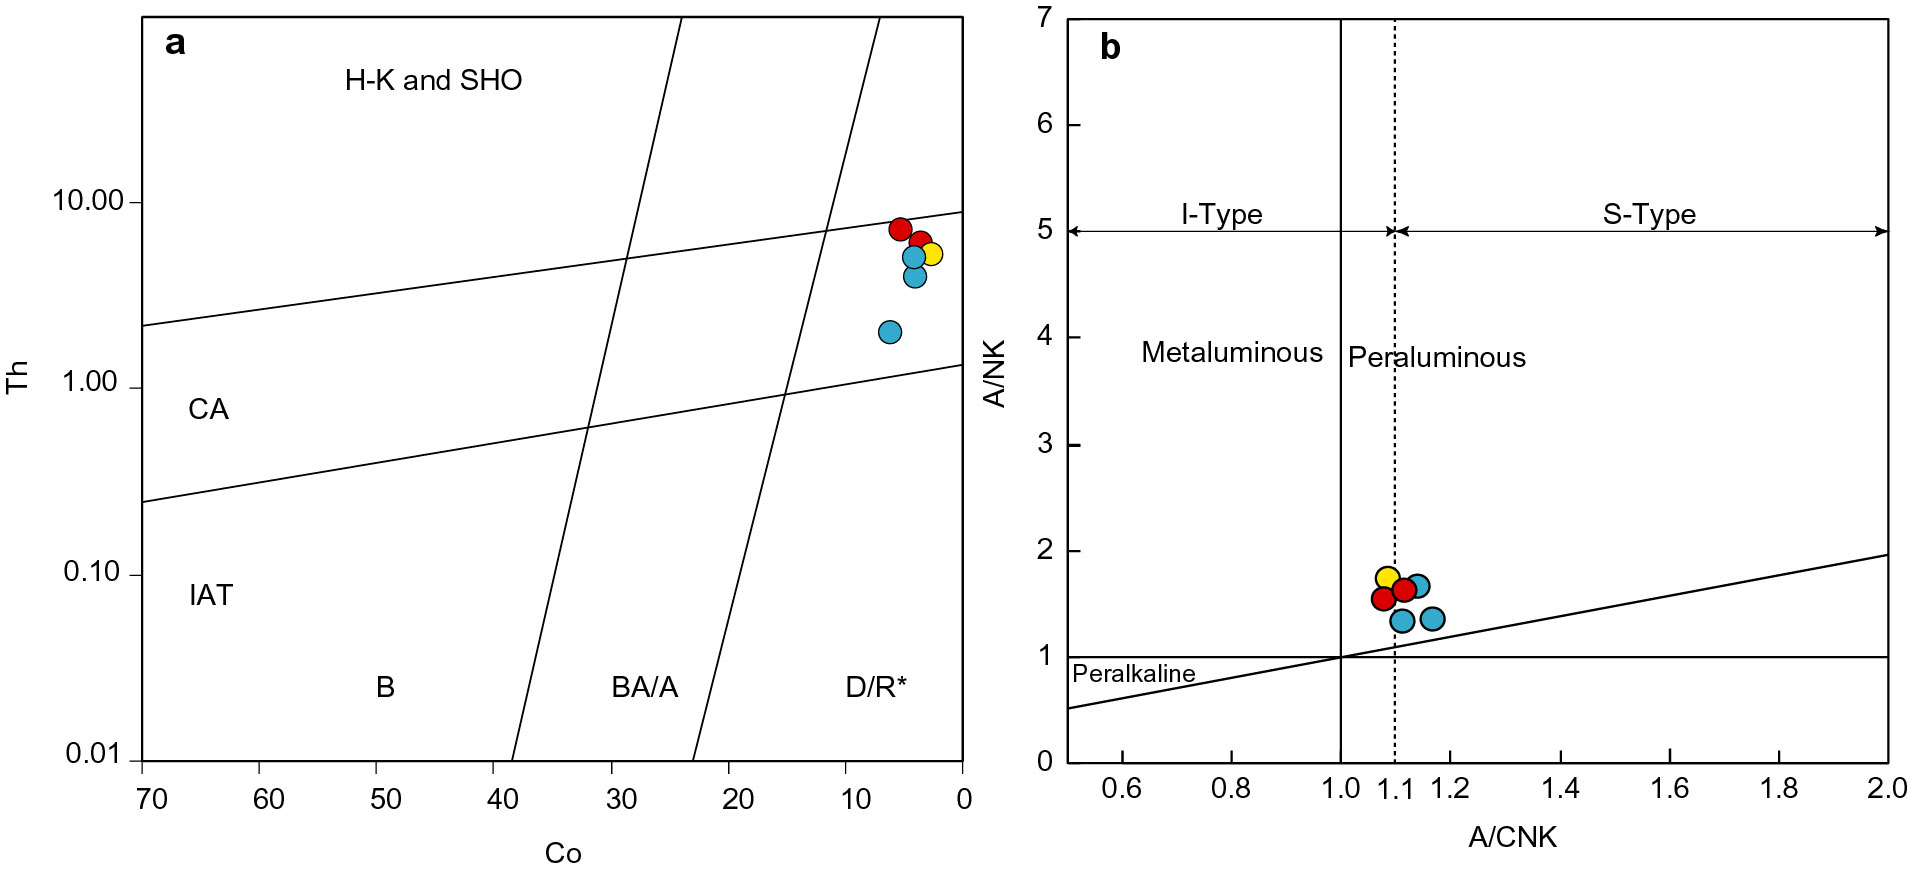 a
H-K and SHO
10.00
1.00
0.10
0.01
Th
CA
IAT
B
BA/A
D/R*
70
60
50
40
30
20
10
0
Co
b
7
6
5
4
3
2
1
0
A/NK
I-Type
S-Type
Metaluminous
Peraluminous
Peralkaline
0.6
0.8
1.0
1.1
1.2
1.4
1.6
1.8
2.0
A/CNK